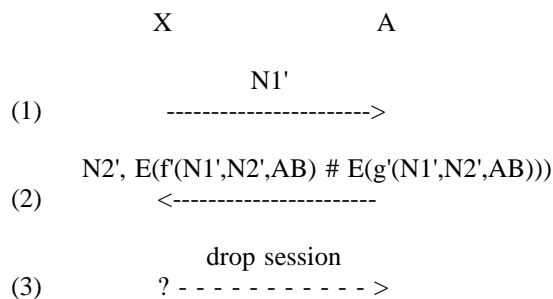 X A
N1'
(1) ----------------------->
N2', E(f'(N1',N2',AB) # E(g'(N1',N2',AB)))
(2) <-----------------------
drop session
(3) ? - - - - - - - - - - - >